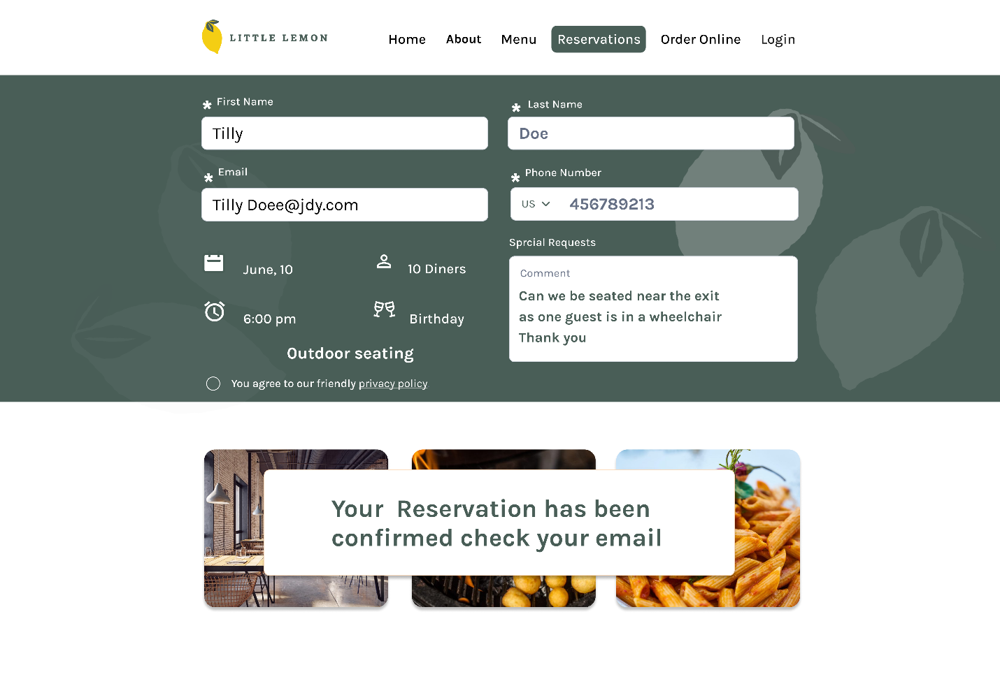 LITTLE LEMON
Home About Menu Reservations Order Online Login
* First Name
* Last Name
Tilly
Doe
* Email
* Phone Number
Tilly Doee@jdy.com
US 456789213
Sprcial Requests
June, 10
10 Diners
Comment
Can we be seated near the exit
as one guest is in a wheelchair
Thank you
6:00 pm
Birthday
Outdoor seating
You agree to our friendly privacy policy
Your Reservation has been
confirmed check your email